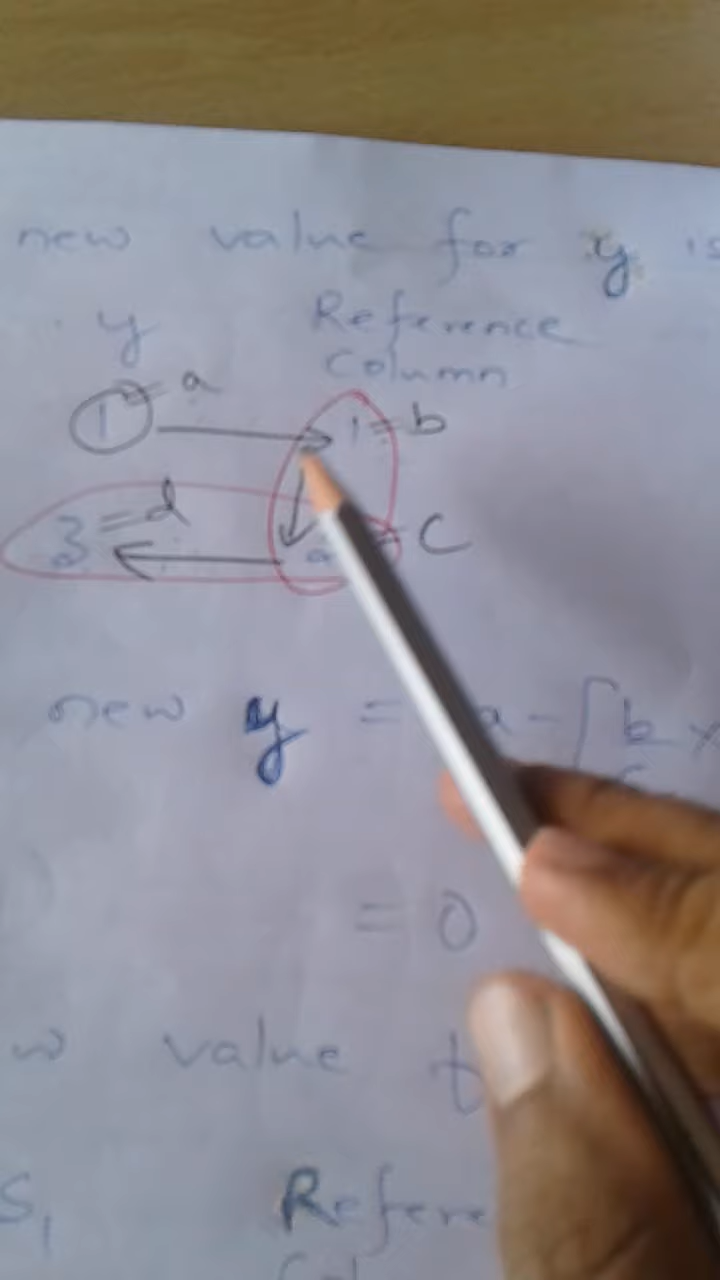 new value for y is
y Reference
Column
1 = a 1 = b
3 = d = c
new y = a - [ b x
= 0
w value
S1 Refere